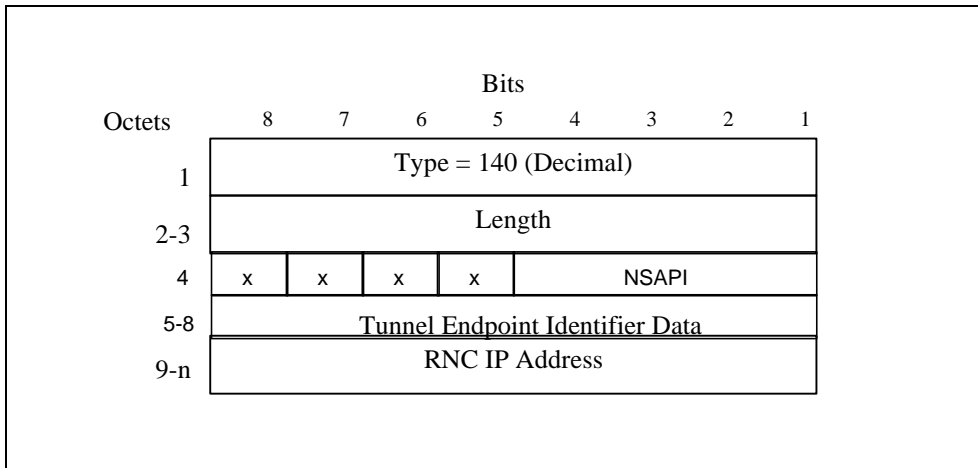 Bits
Octets 8 7 6 5 4 3 2 1
1 Type = 140 (Decimal)
2-3 Length
4 x x x x NSAPI
5-8 Tunnel Endpoint Identifier Data
9-n RNC IP Address